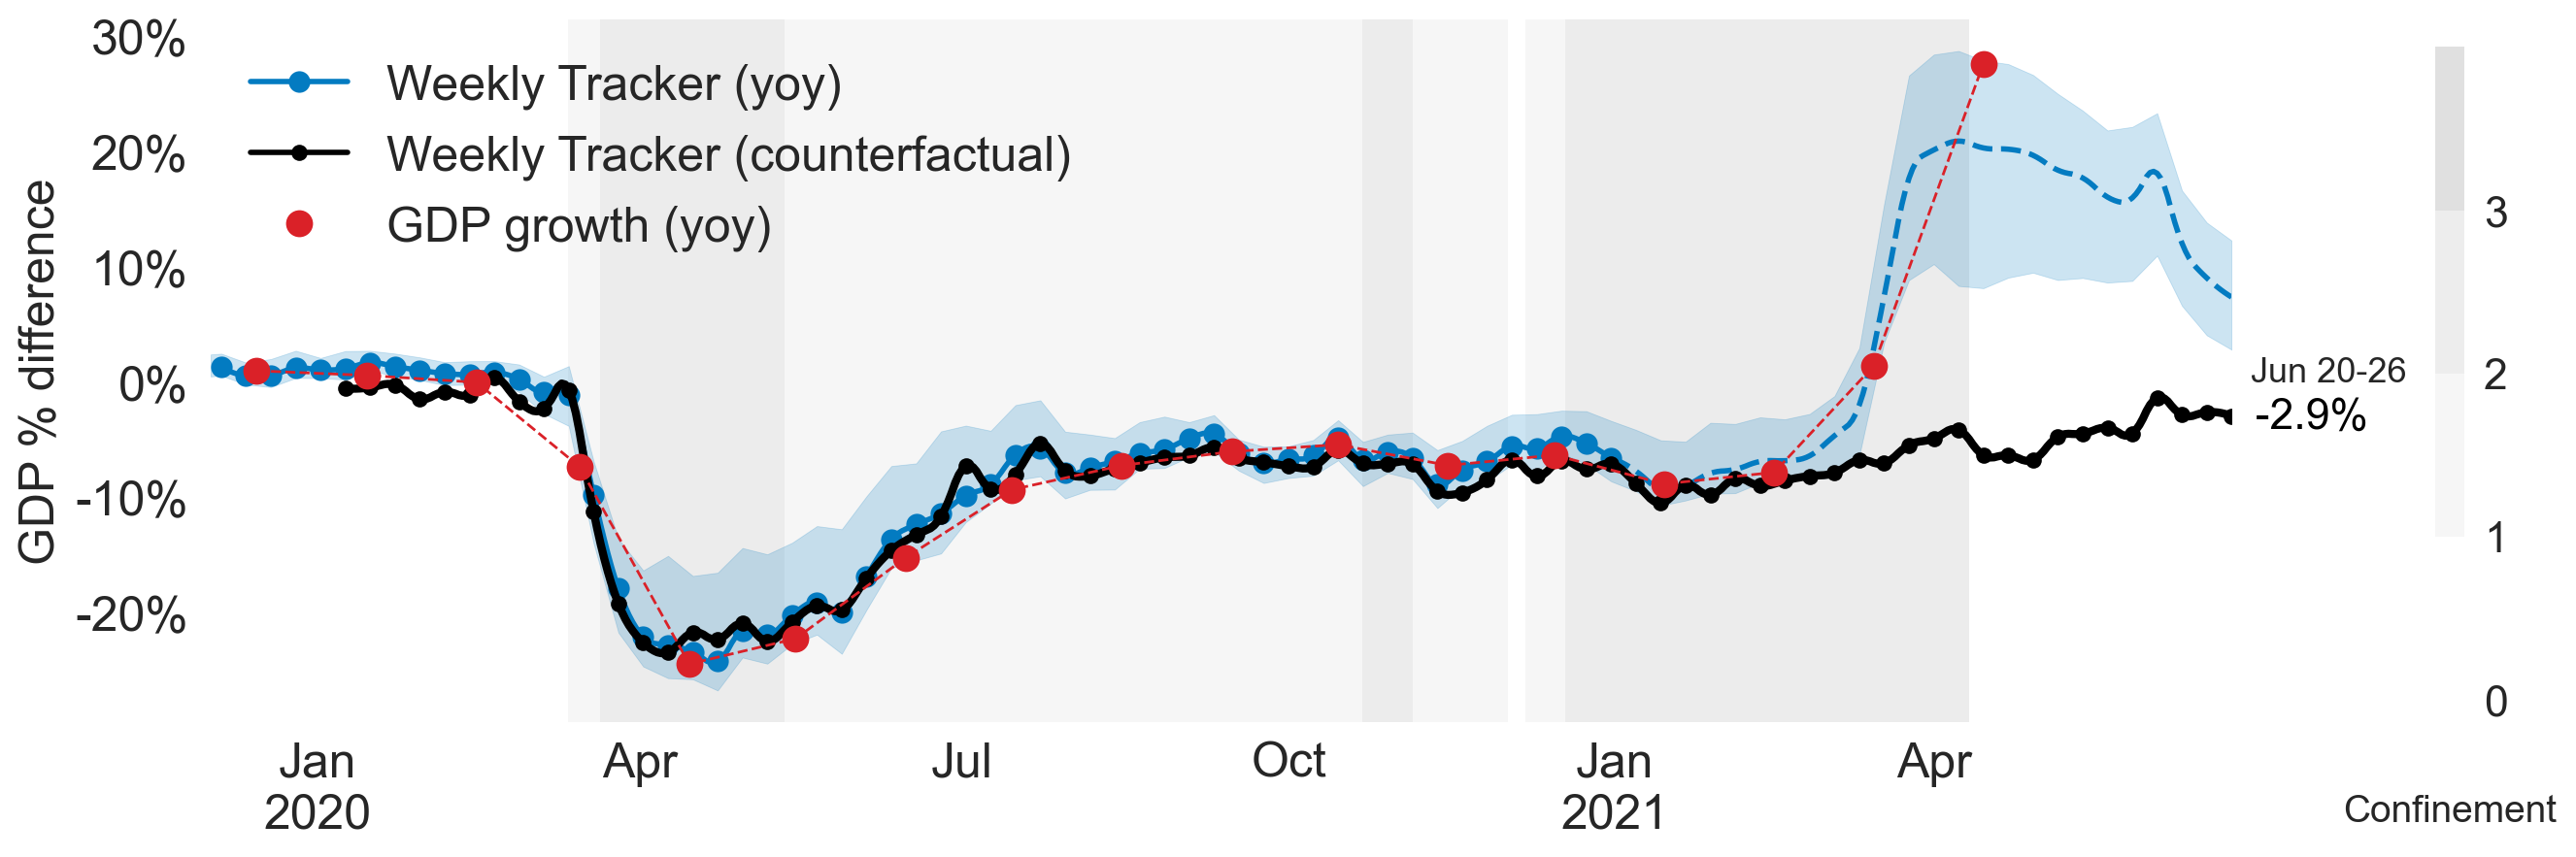 30%
20%
10%
0%
-10%
-20%
GDP % difference
Weekly Tracker (yoy)
Weekly Tracker (counterfactual)
GDP growth (yoy)
Jun 20-26
-2.9%
3
2
1
0
Jan
2020
Apr
Jul
Oct
Jan
2021
Apr
Confinement